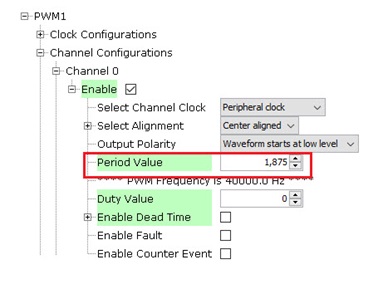 PWM1
Clock Configurations
Channel Configurations
Channel 0
Enable
Select Channel Clock Peripheral clock
Select Alignment Center aligned
Output Polarity Waveform starts at low level
Period Value 1,875
**** PWM Frequency is 40000.0 Hz ****
Duty Value 0
Enable Dead Time
Enable Fault
Enable Counter Event